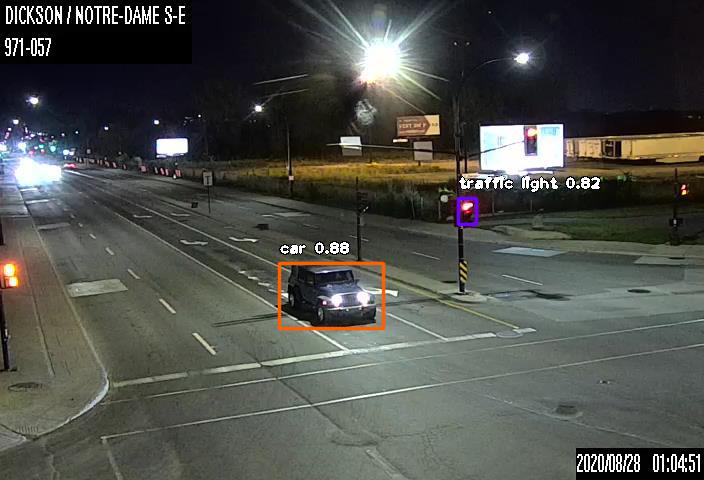 DICKSON / NOTRE-DAME S-E
971-057
traffic light 0.82
car 0.88
2020/08/28 01:04:51